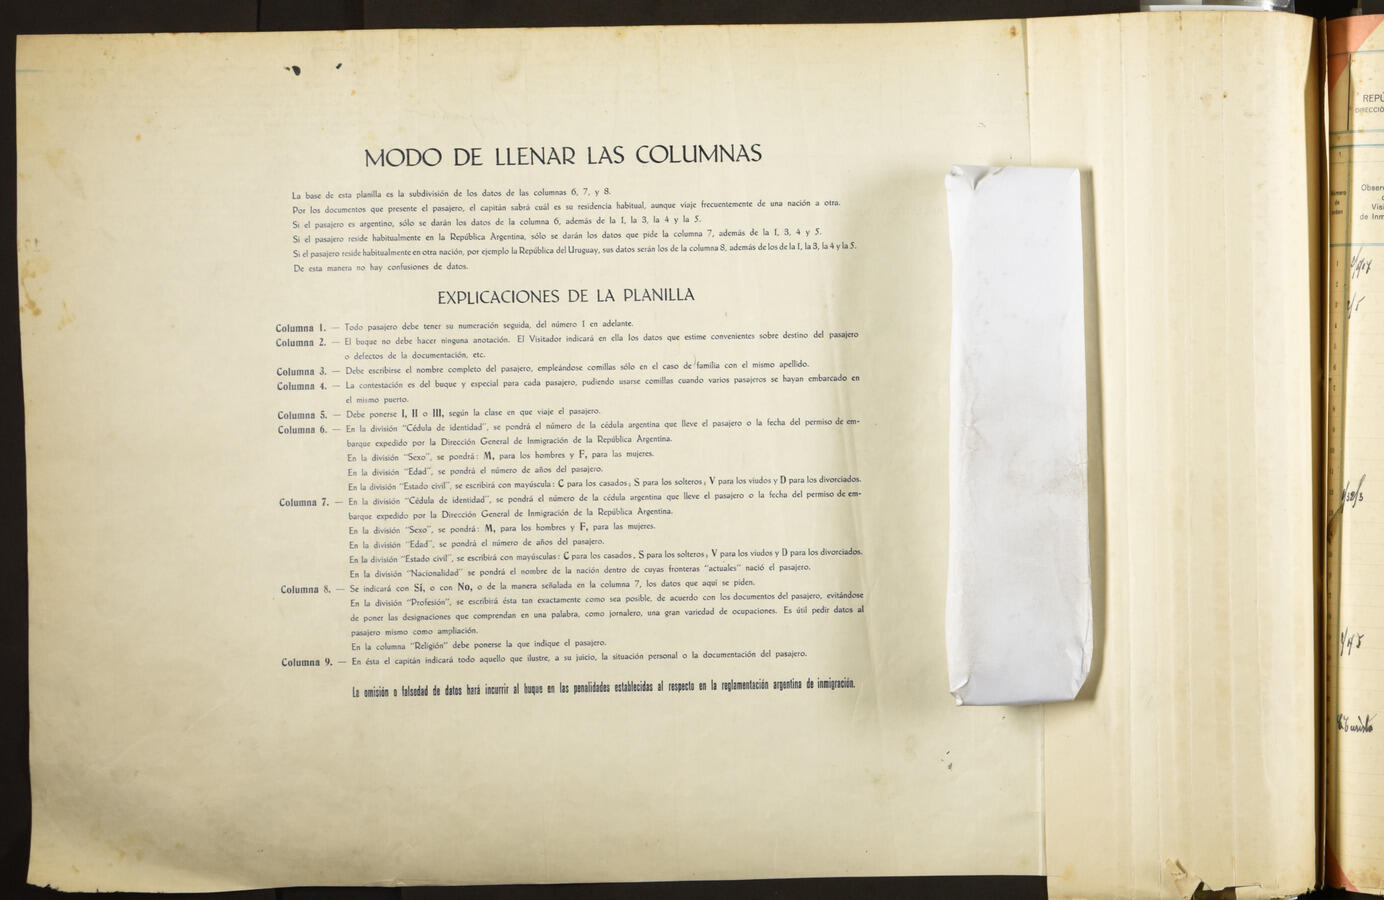 MODO DE LLENAR LAS COLUMNAS
La base de esta planilla es la subdivisión de los datos de las columnas 6, 7, y 8.
Por los documentos que presente el pasajero, el capitán sabrá cuál es su residencia habitual, aunque viaje frecuentemente de una nación a otra.
Si el pasajero es argentino, sólo se darán los datos de la columna 6, además de la 1, la 3, la 4 y la 5.
Si el pasajero reside habitualmente en la República Argentina, sólo se darán los datos que pide la columna 7, además de la 1, 3, 4 y 5.
Si el pasajero reside habitualmente en otra nación, por ejemplo la República del Uruguay, sus datos serán los de la columna 8, además de los de la 1, la 3, la 4 y la 5.
De esta manera no hay confusiones de datos.
EXPLICACIONES DE LA PLANILLA
Columna 1. — Todo pasajero debe tener su numeración seguida, del número 1 en adelante.
Columna 2. — El buque no debe hacer ninguna anotación. El Visitador indicará en ella los datos que estime convenientes sobre destino del pasajero
o defectos de la documentación, etc.
Columna 3. — Debe escribirse el nombre completo del pasajero, empleándose comillas sólo en el caso de familia con el mismo apellido.
Columna 4. — La contestación es del buque y especial para cada pasajero, pudiendo usarse comillas cuando varios pasajeros se hayan embarcado en
el mismo puerto.
Columna 5. — Debe ponerse I, II o III, según la clase en que viaje el pasajero.
Columna 6. — En la división "Cédula de identidad", se pondrá el número de la cédula argentina que lleve el pasajero o la fecha del permiso de em-
barque expedido por la Dirección General de Inmigración de la República Argentina.
En la división "Sexo", se pondrá: M, para los hombres y F, para las mujeres.
En la división "Edad", se pondrá el número de años del pasajero.
En la división "Estado civil", se escribirá con mayúscula: C para los casados; S para los solteros; V para los viudos y D para los divorciados.
Columna 7. — En la división "Cédula de identidad", se pondrá el número de la cédula argentina que lleve el pasajero o la fecha del permiso de em-
barque expedido por la Dirección General de Inmigración de la República Argentina.
En la división "Sexo", se pondrá: M, para los hombres y F, para las mujeres.
En la división "Edad", se pondrá el número de años del pasajero.
En la división "Estado civil", se escribirá con mayúsculas: C para los casados, S para los solteros; V para los viudos y D para los divorciados.
En la división "Nacionalidad" se pondrá el nombre de la nación dentro de cuyas fronteras "actuales" nació el pasajero.
Columna 8. — Se indicará con Sí, o con No, o de la manera señalada en la columna 7, los datos que aquí se piden.
En la división "Profesión", se escribirá ésta tan exactamente como sea posible, de acuerdo con los documentos del pasajero, evitándose
de poner las designaciones que comprendan en una palabra, como jornalero, una gran variedad de ocupaciones. Es útil pedir datos al
pasajero mismo como ampliación.
En la columna "Religión" debe ponerse la que indique el pasajero.
Columna 9. — En ésta el capitán indicará todo aquello que ilustre, a su juicio, la situación personal o la documentación del pasajero.
La omisión o falsedad de datos hará incurrir al buque en las penalidades establecidas al respecto en la reglamentación argentina de inmigración.
REPÚ
DIRECCIÓ
Número
de
orden
Obser
Visi
de Inm